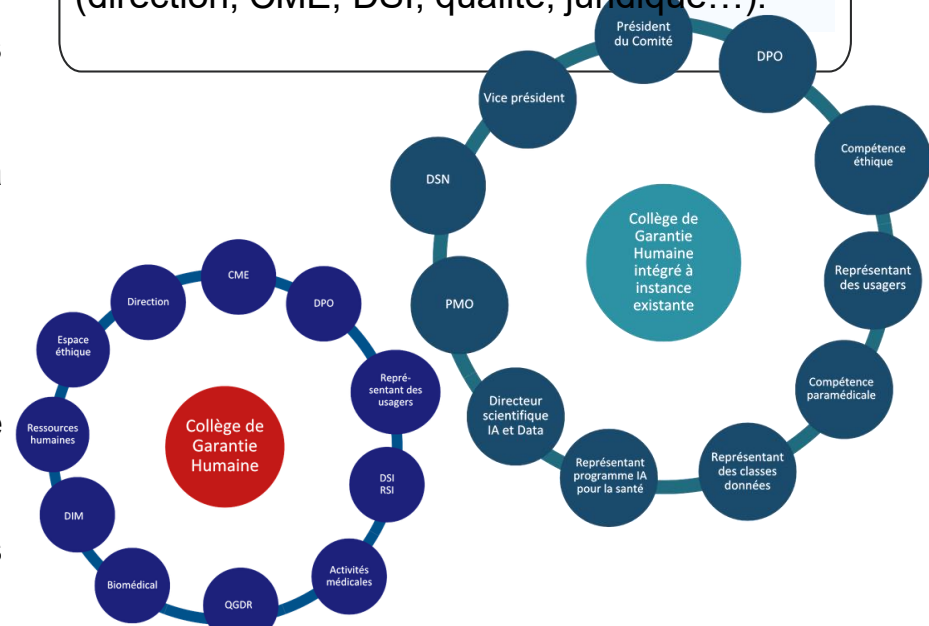 (direction, CME, DSI, qualité, juridique…).
Président
du Comité
DPO
Vice président
Compétence
éthique
DSN
Collège de
Garantie
Humaine
intégré à
instance
existante
Représentant
des usagers
PMO
Compétence
paramédicale
Directeur
scientifique
IA et Data
Représentant
des classes
données
Représentant
programme IA
pour la santé
CME
Direction
DPO
Espace
éthique
Repré-
sentant des
usagers
Collège de
Garantie
Humaine
Ressources
humaines
DSI
RSI
DIM
Activités
médicales
Biomédical
QGDR